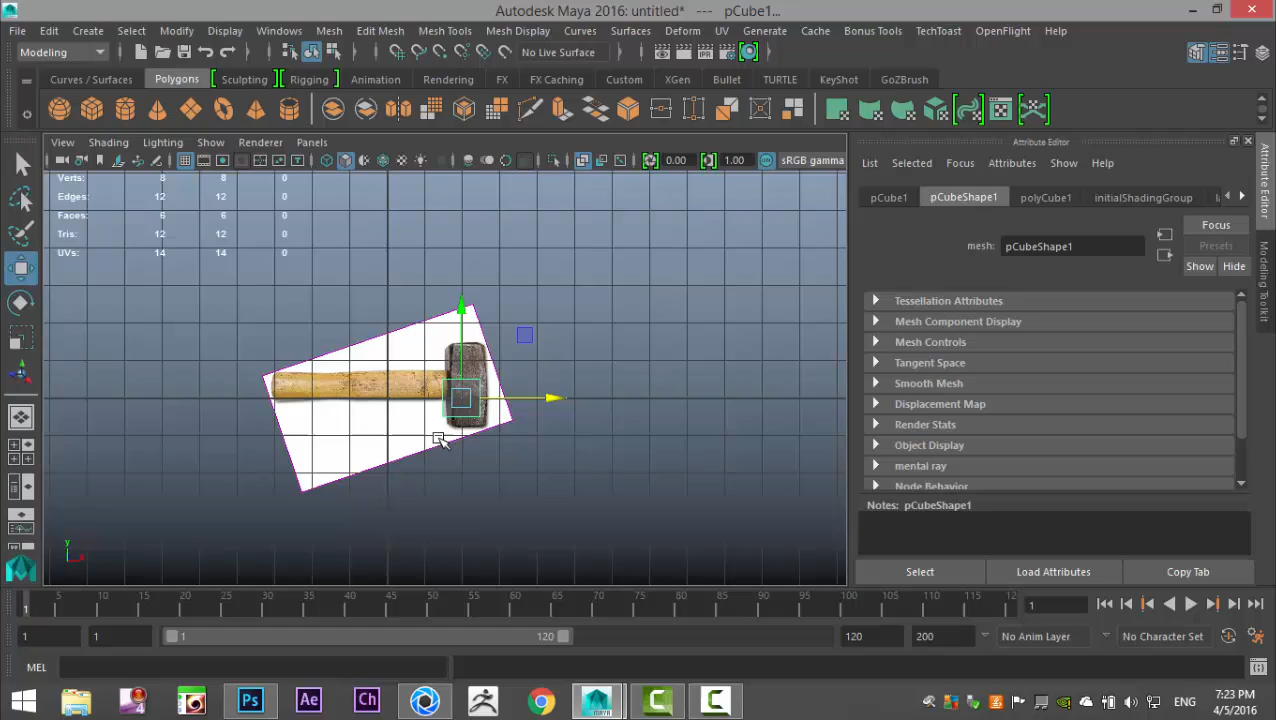 Autodesk Maya 2016: untitled* --- pCube1...
File Edit Create Select Modify Display Windows Mesh Edit Mesh Mesh Tools Mesh Display Curves Surfaces Deform UV Generate Cache Bonus Tools TechToast OpenFlight Help
Modeling No Live Surface
Curves / Surfaces Polygons Sculpting Rigging Animation Rendering FX FX Caching Custom XGen Bullet TURTLE KeyShot GoZBrush
View Shading Lighting Show Renderer Panels
0.00 1.00 sRGB gamma
Verts: 8 8 0
Edges: 12 12 0
Faces: 6 6 0
Tris: 12 12 0
UVs: 14 14 0
y
Attribute Editor
List Selected Focus Attributes Show Help
pCube1 pCubeShape1 polyCube1 initialShadingGroup
Focus
mesh: pCubeShape1
Presets
Show Hide
Tessellation Attributes
Mesh Component Display
Mesh Controls
Tangent Space
Smooth Mesh
Displacement Map
Render Stats
Object Display
mental ray
Node Behavior
Notes: pCubeShape1
Select Load Attributes Copy Tab
Attribute Editor
Modeling Toolkit
5 10 15 20 25 30 35 40 45 50 55 60 65 70 75 80 85 90 95 100 105 110 115 12
1 1
1 1 1 120 120 200 No Anim Layer No Character Set
MEL
Ps Ae Ch
MAYA
7:23 PM
4/5/2016